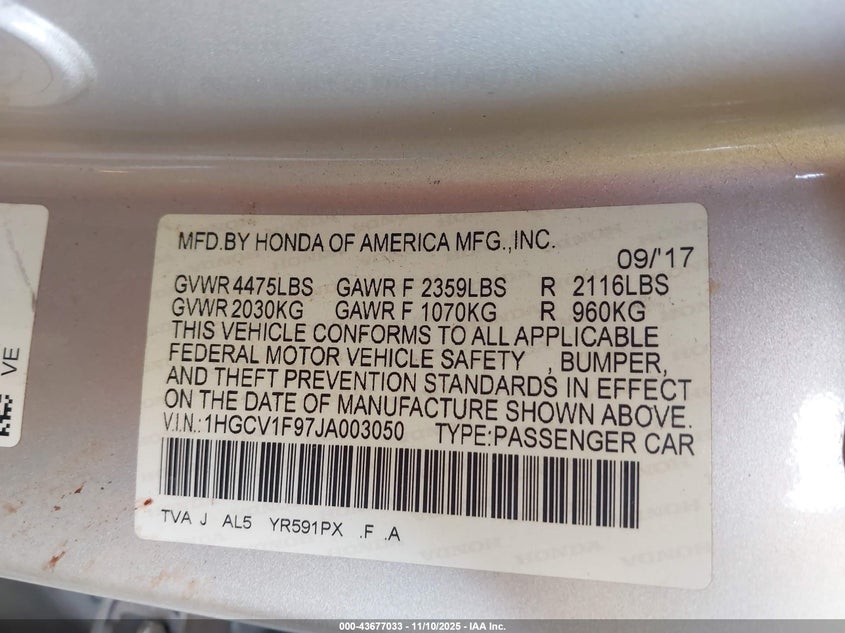 MFD.BY HONDA OF AMERICA MFG.,INC.
09/'17
GVWR 4475LBS GAWR F 2359LBS R 2116LBS
GVWR 2030KG GAWR F 1070KG R 960KG
THIS VEHICLE CONFORMS TO ALL APPLICABLE
FEDERAL MOTOR VEHICLE SAFETY , BUMPER,
AND THEFT PREVENTION STANDARDS IN EFFECT
ON THE DATE OF MANUFACTURE SHOWN ABOVE.
V.I.N.:1HGCV1F97JA003050 TYPE:PASSENGER CAR
TVA J AL5 YR591PX .F .A
VE
HONDA
000-43677033 - 11/10/2025 - IAA Inc.